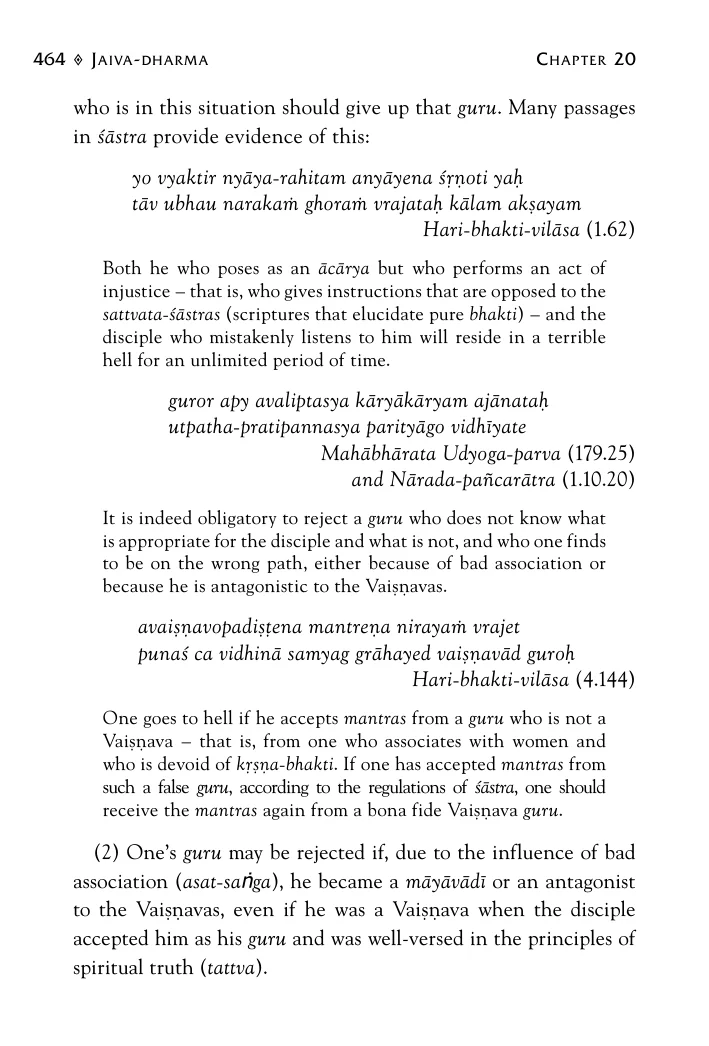 464 ◊ JAIVA-DHARMA CHAPTER 20
who is in this situation should give up that guru. Many passages
in śāstra provide evidence of this:
yo vyaktir nyāya-rahitam anyāyena śṛṇoti yaḥ
tāv ubhau narakaṁ ghoraṁ vrajataḥ kālam akṣayam
Hari-bhakti-vilāsa (1.62)
Both he who poses as an ācārya but who performs an act of
injustice – that is, who gives instructions that are opposed to the
sattvata-śāstras (scriptures that elucidate pure bhakti) – and the
disciple who mistakenly listens to him will reside in a terrible
hell for an unlimited period of time.
guror apy avaliptasya kāryākāryam ajānataḥ
utpatha-pratipannasya parityāgo vidhīyate
Mahābhārata Udyoga-parva (179.25)
and Nārada-pañcarātra (1.10.20)
It is indeed obligatory to reject a guru who does not know what
is appropriate for the disciple and what is not, and who one finds
to be on the wrong path, either because of bad association or
because he is antagonistic to the Vaiṣṇavas.
avaiṣṇavopadiṣṭena mantreṇa nirayaṁ vrajet
punaś ca vidhinā samyag grāhayed vaiṣṇavād guroḥ
Hari-bhakti-vilāsa (4.144)
One goes to hell if he accepts mantras from a guru who is not a
Vaiṣṇava – that is, from one who associates with women and
who is devoid of kṛṣṇa-bhakti. If one has accepted mantras from
such a false guru, according to the regulations of śāstra, one should
receive the mantras again from a bona fide Vaiṣṇava guru.
(2) One's guru may be rejected if, due to the influence of bad
association (asat-saṅga), he became a māyāvādī or an antagonist
to the Vaiṣṇavas, even if he was a Vaiṣṇava when the disciple
accepted him as his guru and was well-versed in the principles of
spiritual truth (tattva).